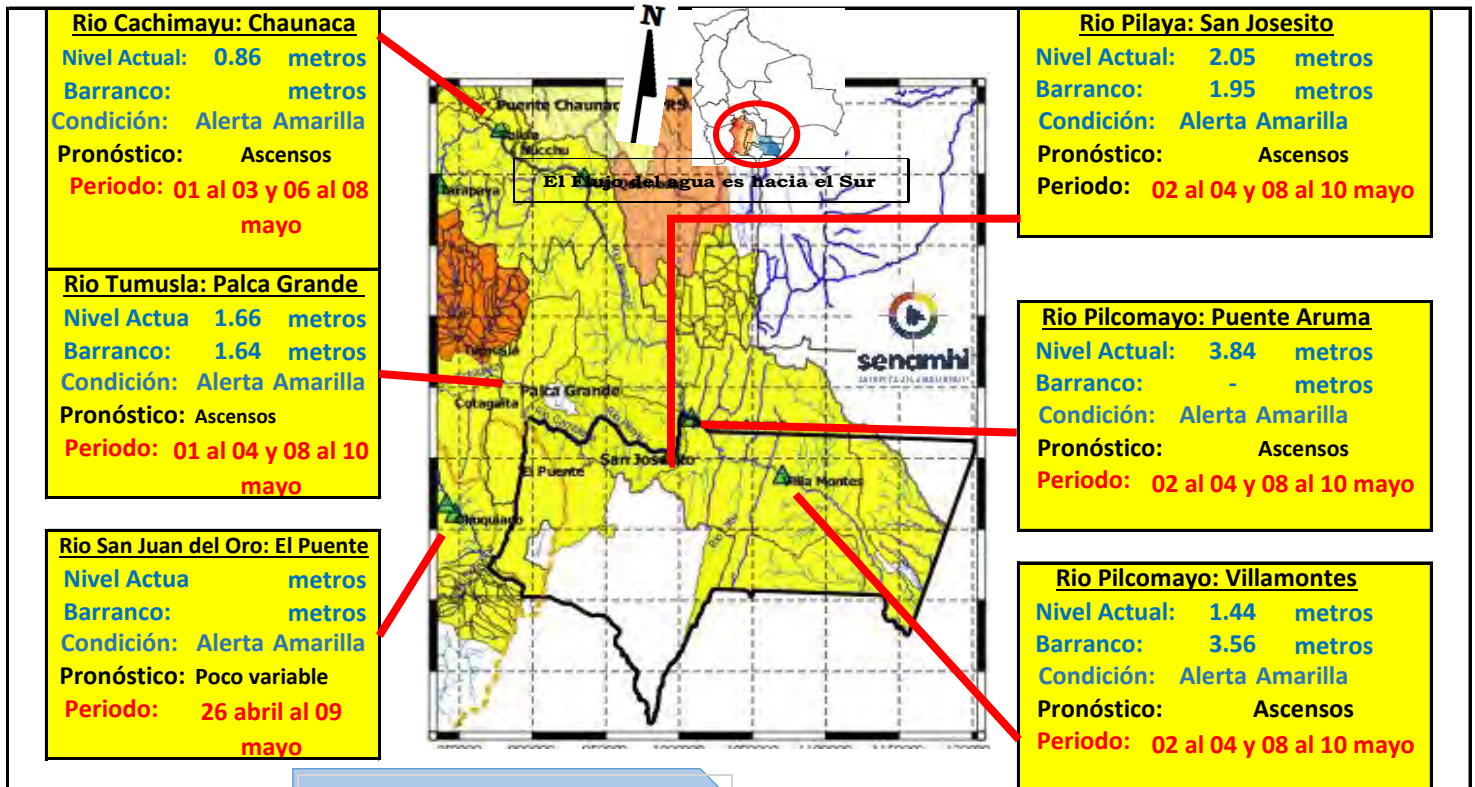 Rio Cachimayu: Chaunaca
Nivel Actual: 0.86 metros
Barranco: metros
Condición: Alerta Amarilla
Pronóstico: Ascensos
Periodo: 01 al 03 y 06 al 08
mayo
Rio Tumusla: Palca Grande
Nivel Actua 1.66 metros
Barranco: 1.64 metros
Condición: Alerta Amarilla
Pronóstico: Ascensos
Periodo: 01 al 04 y 08 al 10
mayo
Rio San Juan del Oro: El Puente
Nivel Actua metros
Barranco: metros
Condición: Alerta Amarilla
Pronóstico: Poco variable
Periodo: 26 abril al 09
mayo
N
Puente Chaunac
El Flujo del agua es hacia el Sur
Tarapaya
Tumusla
Palca Grande
Cotagaita
El Puente
San Josesito
Villa Montes
Chuquiago
senamhi
Rio Pilaya: San Josesito
Nivel Actual: 2.05 metros
Barranco: 1.95 metros
Condición: Alerta Amarilla
Pronóstico: Ascensos
Periodo: 02 al 04 y 08 al 10 mayo
Rio Pilcomayo: Puente Aruma
Nivel Actual: 3.84 metros
Barranco: - metros
Condición: Alerta Amarilla
Pronóstico: Ascensos
Periodo: 02 al 04 y 08 al 10 mayo
Rio Pilcomayo: Villamontes
Nivel Actual: 1.44 metros
Barranco: 3.56 metros
Condición: Alerta Amarilla
Pronóstico: Ascensos
Periodo: 02 al 04 y 08 al 10 mayo